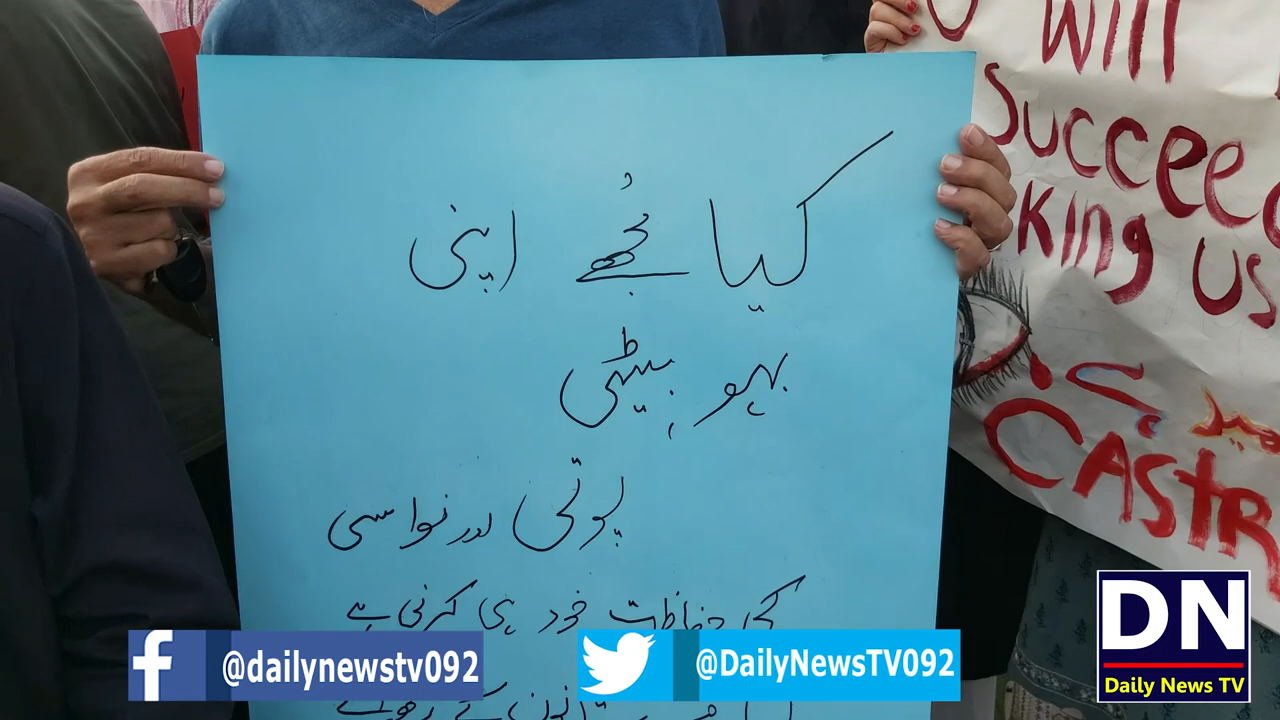 کیا مجھے اپنی
بہو بیٹی
پوتی اور نواسی
کی حفاظت خود ہی کرنی ہے
will
Succeed
King Us
CAstR
@dailynewstv092
@DailyNewsTV092
DN
Daily News TV